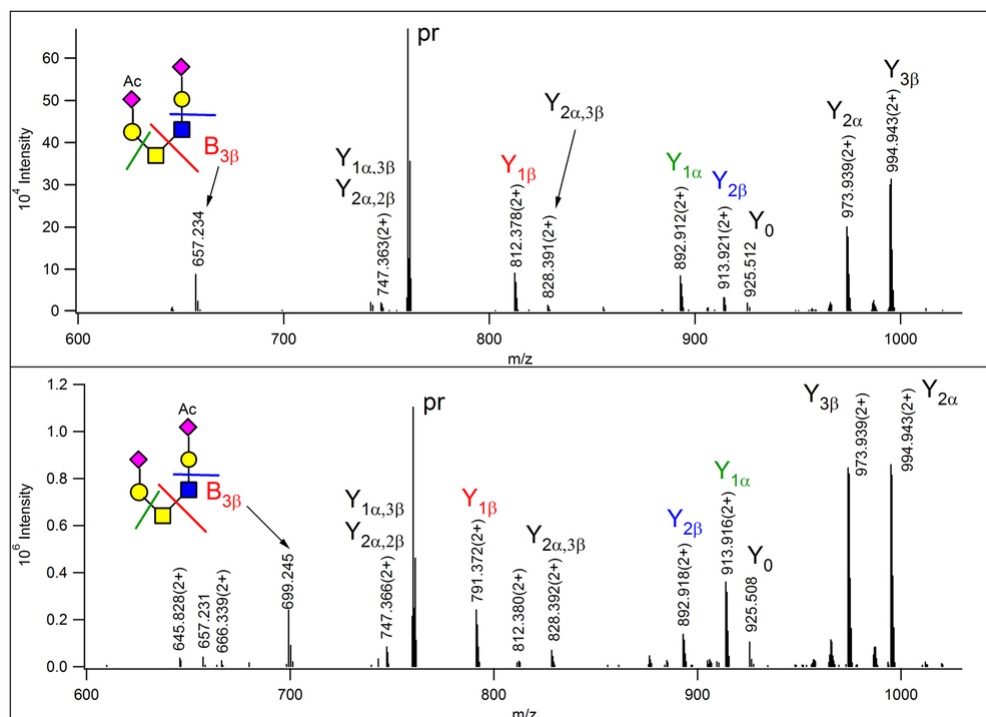 pr
Ac
Y3β
Y2α
Y2α,3β
B3β
Y1α,3β
Y2α,2β
Y1β
Y1α
Y2β
Y0
657.234
747.363(2+)
812.378(2+)
828.391(2+)
892.912(2+)
913.921(2+)
925.512
973.939(2+)
994.943(2+)
10^4 Intensity
60
50
40
30
20
10
0
600
700
800
900
1000
m/z
pr
Ac
Y3β
Y2α
B3β
Y1α,3β
Y2α,2β
Y1β
Y2α,3β
Y2β
Y1α
Y0
645.828(2+)
657.231
666.339(2+)
699.245
747.366(2+)
791.372(2+)
812.380(2+)
828.392(2+)
892.918(2+)
913.916(2+)
925.508
973.939(2+)
994.943(2+)
10^6 Intensity
1.2
1.0
0.8
0.6
0.4
0.2
0.0
600
700
800
900
1000
m/z